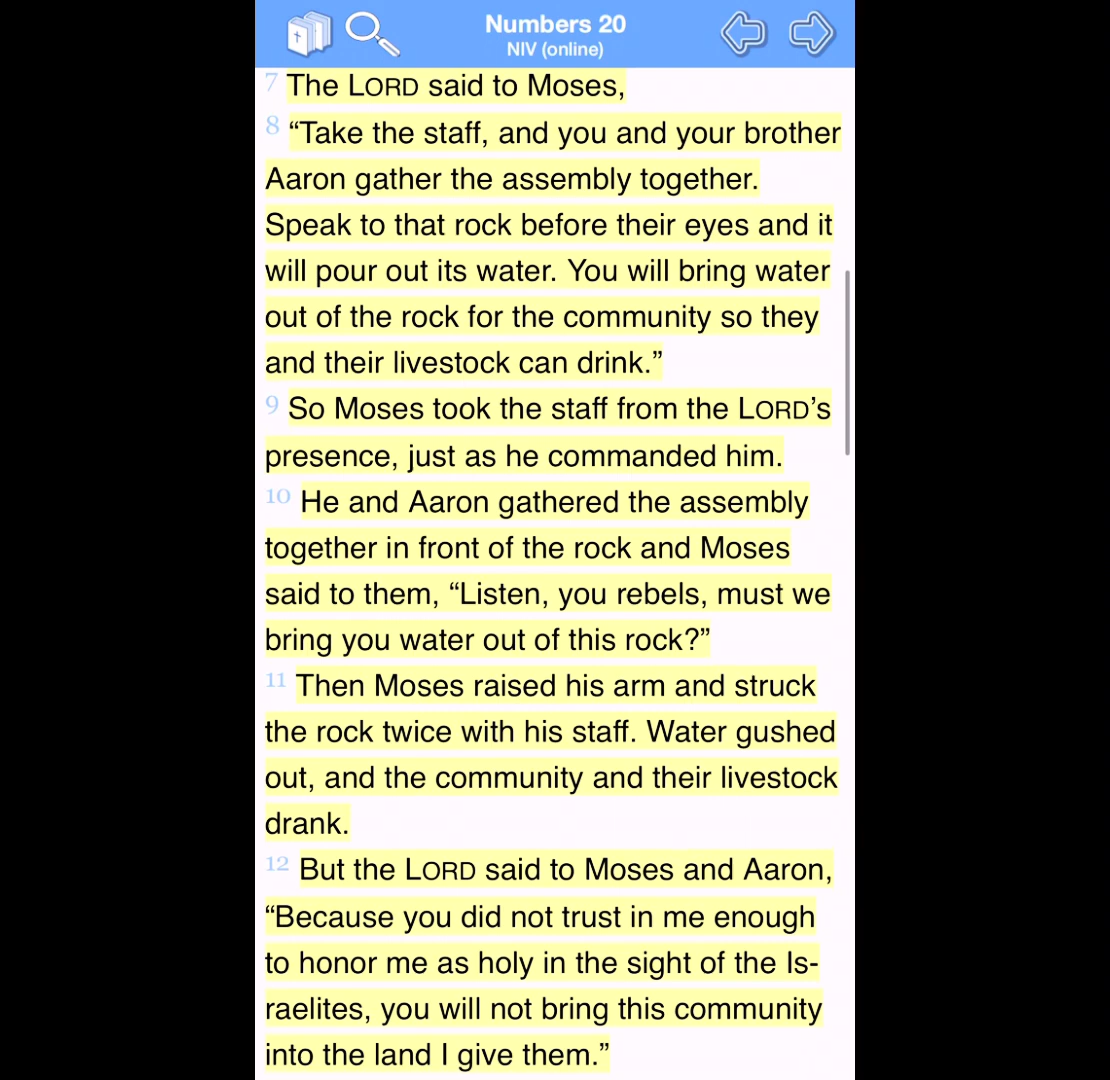 Numbers 20
NIV (online)
7 The LORD said to Moses,
8 “Take the staff, and you and your brother
Aaron gather the assembly together.
Speak to that rock before their eyes and it
will pour out its water. You will bring water
out of the rock for the community so they
and their livestock can drink.”
9 So Moses took the staff from the LORD’s
presence, just as he commanded him.
10 He and Aaron gathered the assembly
together in front of the rock and Moses
said to them, “Listen, you rebels, must we
bring you water out of this rock?”
11 Then Moses raised his arm and struck
the rock twice with his staff. Water gushed
out, and the community and their livestock
drank.
12 But the LORD said to Moses and Aaron,
“Because you did not trust in me enough
to honor me as holy in the sight of the Is-
raelites, you will not bring this community
into the land I give them.”